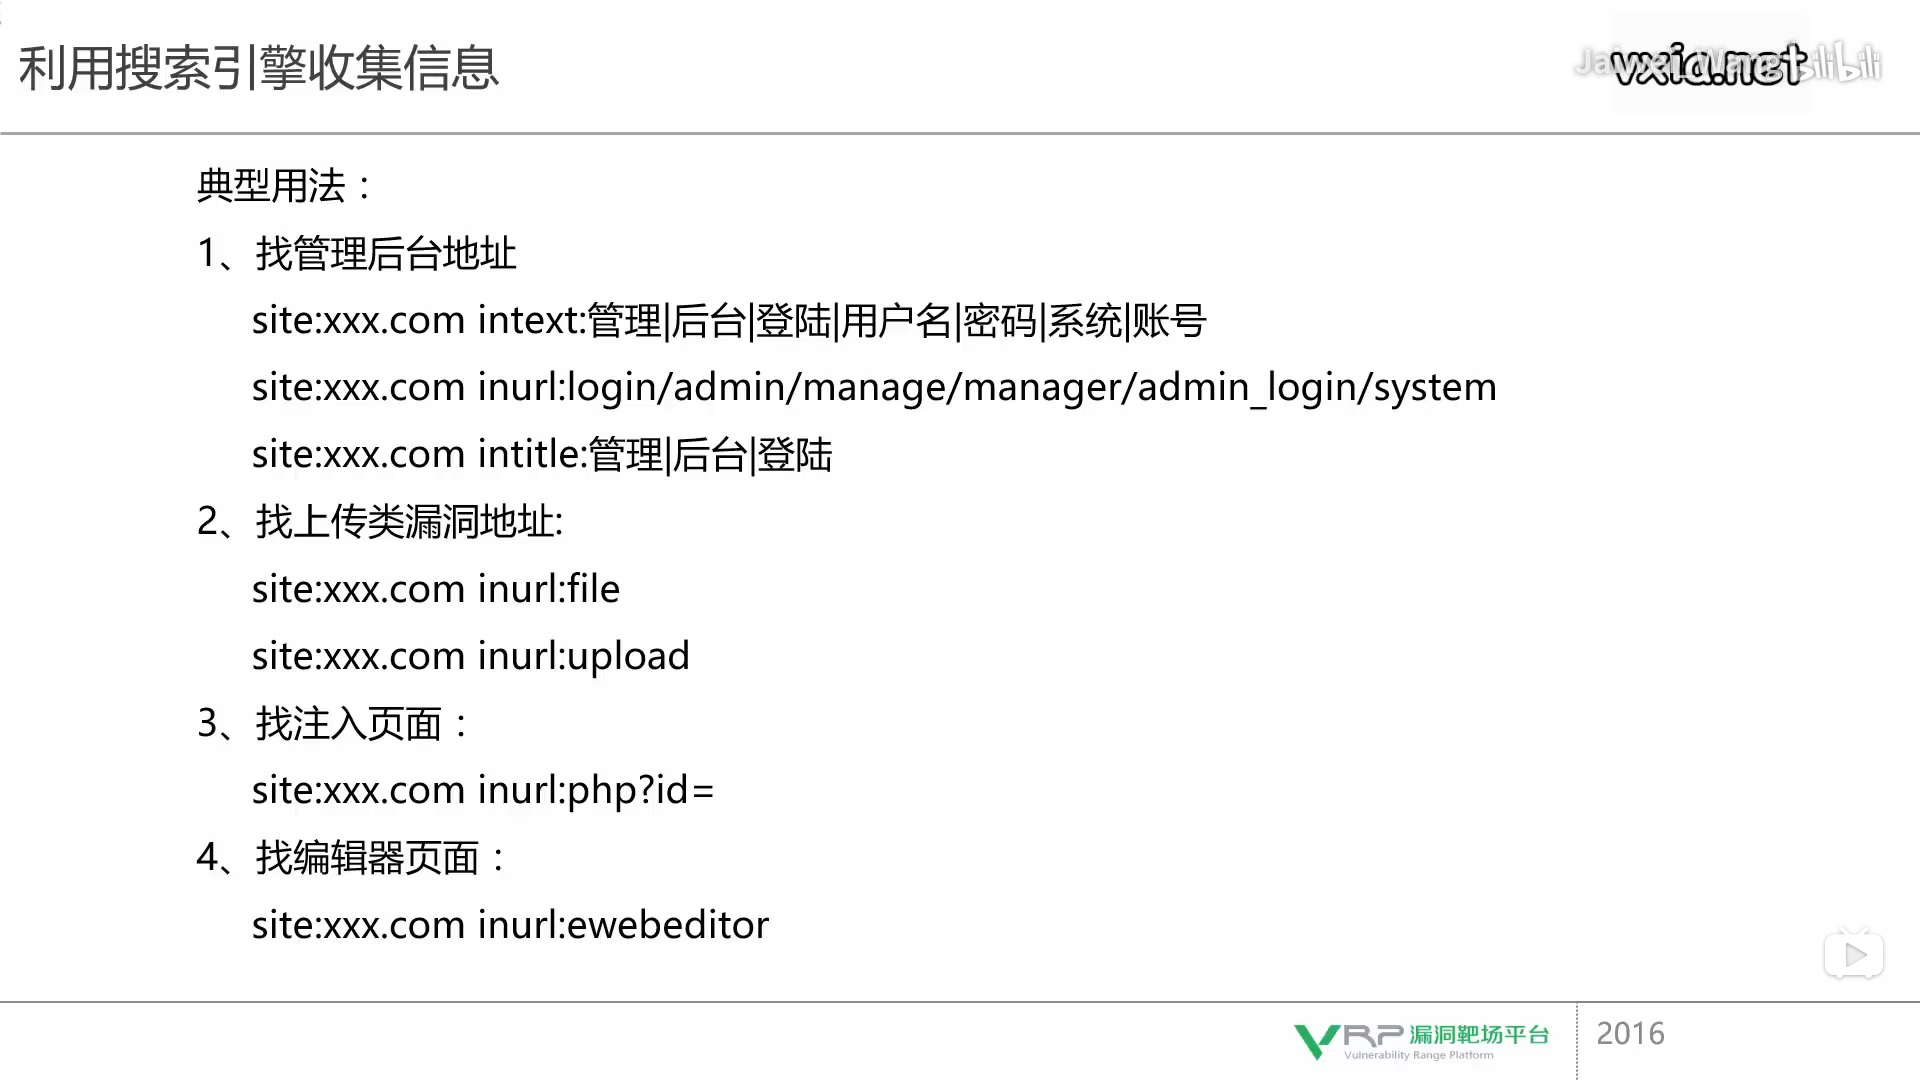 利用搜索引擎收集信息
vxia.net
bilibili
典型用法：
1、找管理后台地址
site:xxx.com intext:管理|后台|登陆|用户名|密码|系统|账号
site:xxx.com inurl:login/admin/manage/manager/admin_login/system
site:xxx.com intitle:管理|后台|登陆
2、找上传类漏洞地址:
site:xxx.com inurl:file
site:xxx.com inurl:upload
3、找注入页面：
site:xxx.com inurl:php?id=
4、找编辑器页面：
site:xxx.com inurl:ewebeditor
VRP 漏洞靶场平台
Vulnerability Range Platform
2016